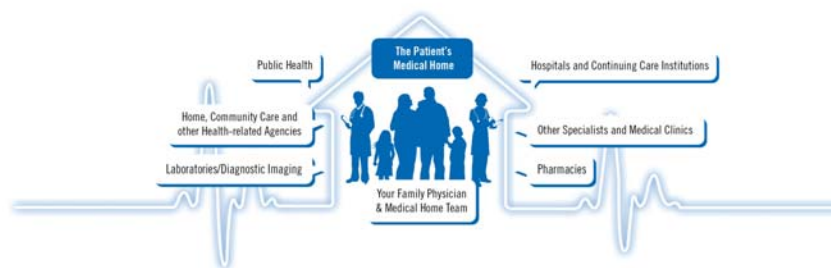 The Patient's
Medical Home
Public Health
Home, Community Care and
other Health-related Agencies
Laboratories/Diagnostic Imaging
Hospitals and Continuing Care Institutions
Other Specialists and Medical Clinics
Pharmacies
Your Family Physician
& Medical Home Team